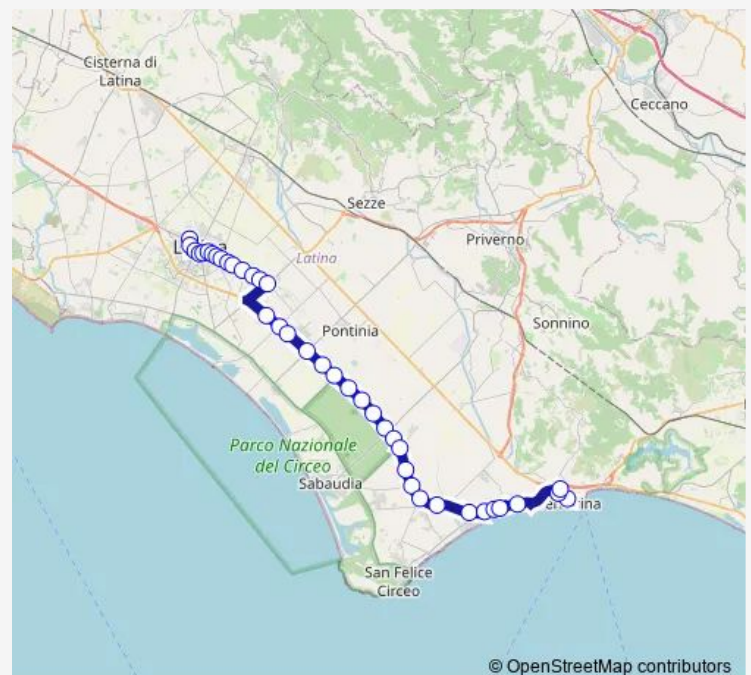 Cisterna di
Latina
Ceccano
Sezze
Priverno
Latina
Pontinia
Sonnino
Parco Nazionale
del Circeo
Sabaudia
San Felice
Circeo
© OpenStreetMap contributors